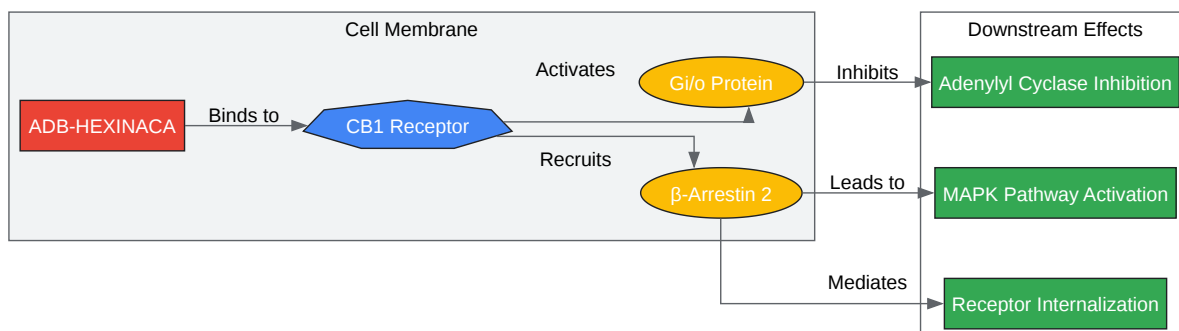 Cell Membrane
Downstream Effects
Activates
Gi/o Protein
Inhibits
Adenylyl Cyclase Inhibition
ADB-HEXINACA
Binds to
CB1 Receptor
Recruits
β-Arrestin 2
Leads to
MAPK Pathway Activation
Mediates
Receptor Internalization